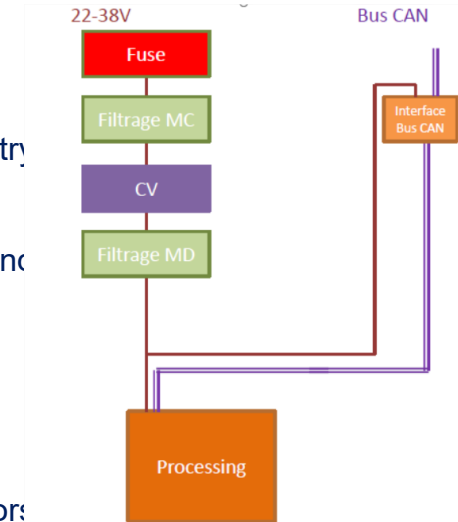 22-38V
Bus CAN
Fuse
Filtrage MC
Interface
Bus CAN
CV
Filtrage MD
Processing